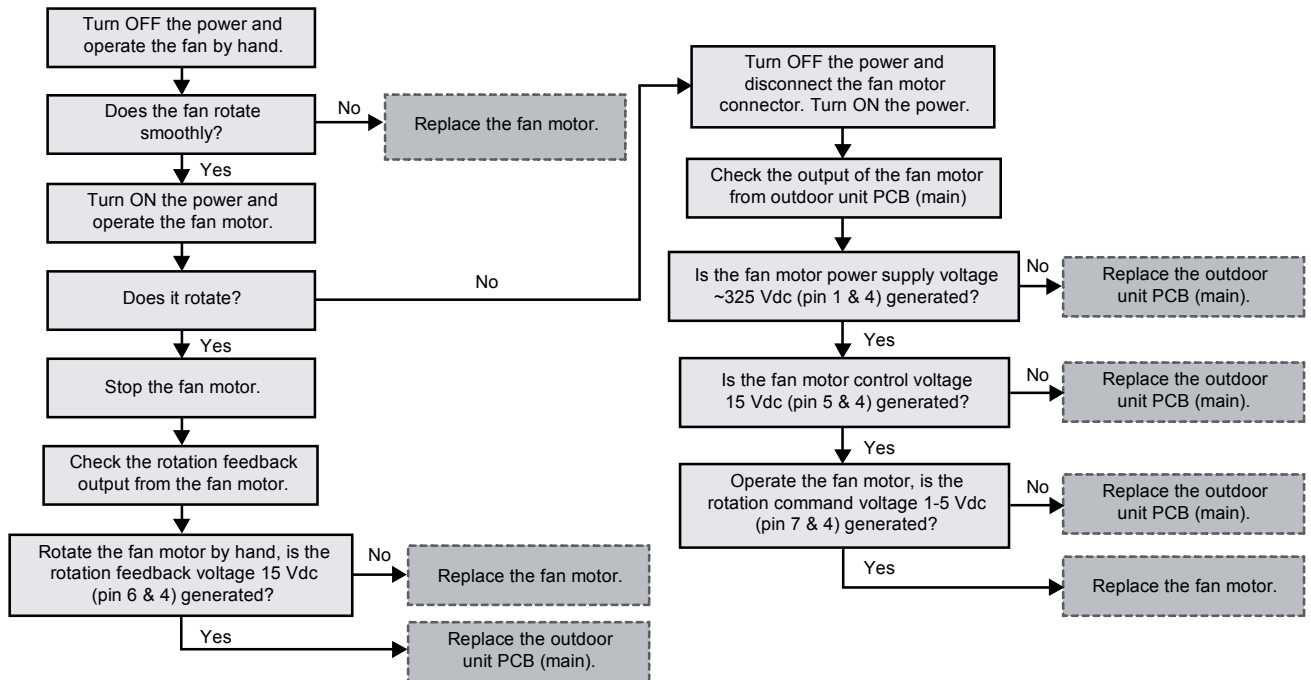 Turn OFF the power and
operate the fan by hand.
Does the fan rotate
smoothly?
No
Replace the fan motor.
Yes
Turn ON the power and
operate the fan motor.
Does it rotate?
No
Yes
Stop the fan motor.
Check the rotation feedback
output from the fan motor.
Rotate the fan motor by hand, is the
rotation feedback voltage 15 Vdc
(pin 6 & 4) generated?
No
Replace the fan motor.
Yes
Replace the outdoor
unit PCB (main).
Turn OFF the power and
disconnect the fan motor
connector. Turn ON the power.
Check the output of the fan motor
from outdoor unit PCB (main)
Is the fan motor power supply voltage
~325 Vdc (pin 1 & 4) generated?
No
Replace the outdoor
unit PCB (main).
Yes
Is the fan motor control voltage
15 Vdc (pin 5 & 4) generated?
No
Replace the outdoor
unit PCB (main).
Yes
Operate the fan motor, is the
rotation command voltage 1-5 Vdc
(pin 7 & 4) generated?
No
Replace the outdoor
unit PCB (main).
Yes
Replace the fan motor.